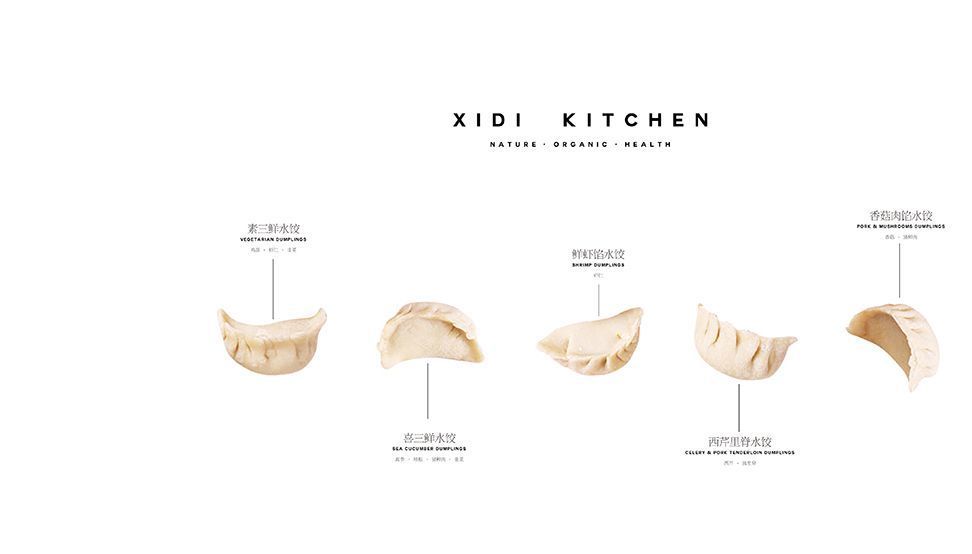 XIDI KITCHEN
NATURE · ORGANIC · HEALTH
素三鲜水饺
VEGETARIAN DUMPLINGS
鲜虾馅水饺
SHRIMP DUMPLINGS
虾仁
香菇肉馅水饺
PORK & MUSHROOMS DUMPLINGS
喜三鲜水饺
SEA CUCUMBER DUMPLINGS
西芹里脊水饺
CELERY & PORK TENDERLOIN DUMPLINGS